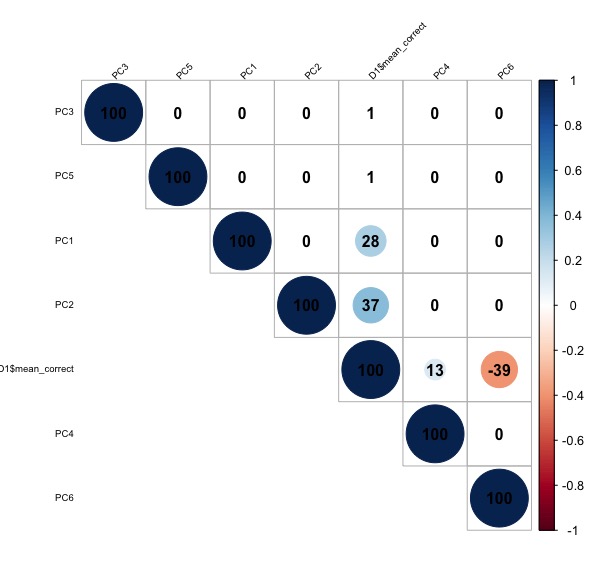 PC3 PC5 PC1 PC2 D1$mean_correct PC4 PC6
PC3 100 0 0 0 1 0 0
PC5 100 0 0 1 0 0
PC1 100 0 28 0 0
PC2 100 37 0 0
D1$mean_correct 100 13 -39
PC4 100 0
PC6 100
1
0.8
0.6
0.4
0.2
0
-0.2
-0.4
-0.6
-0.8
-1